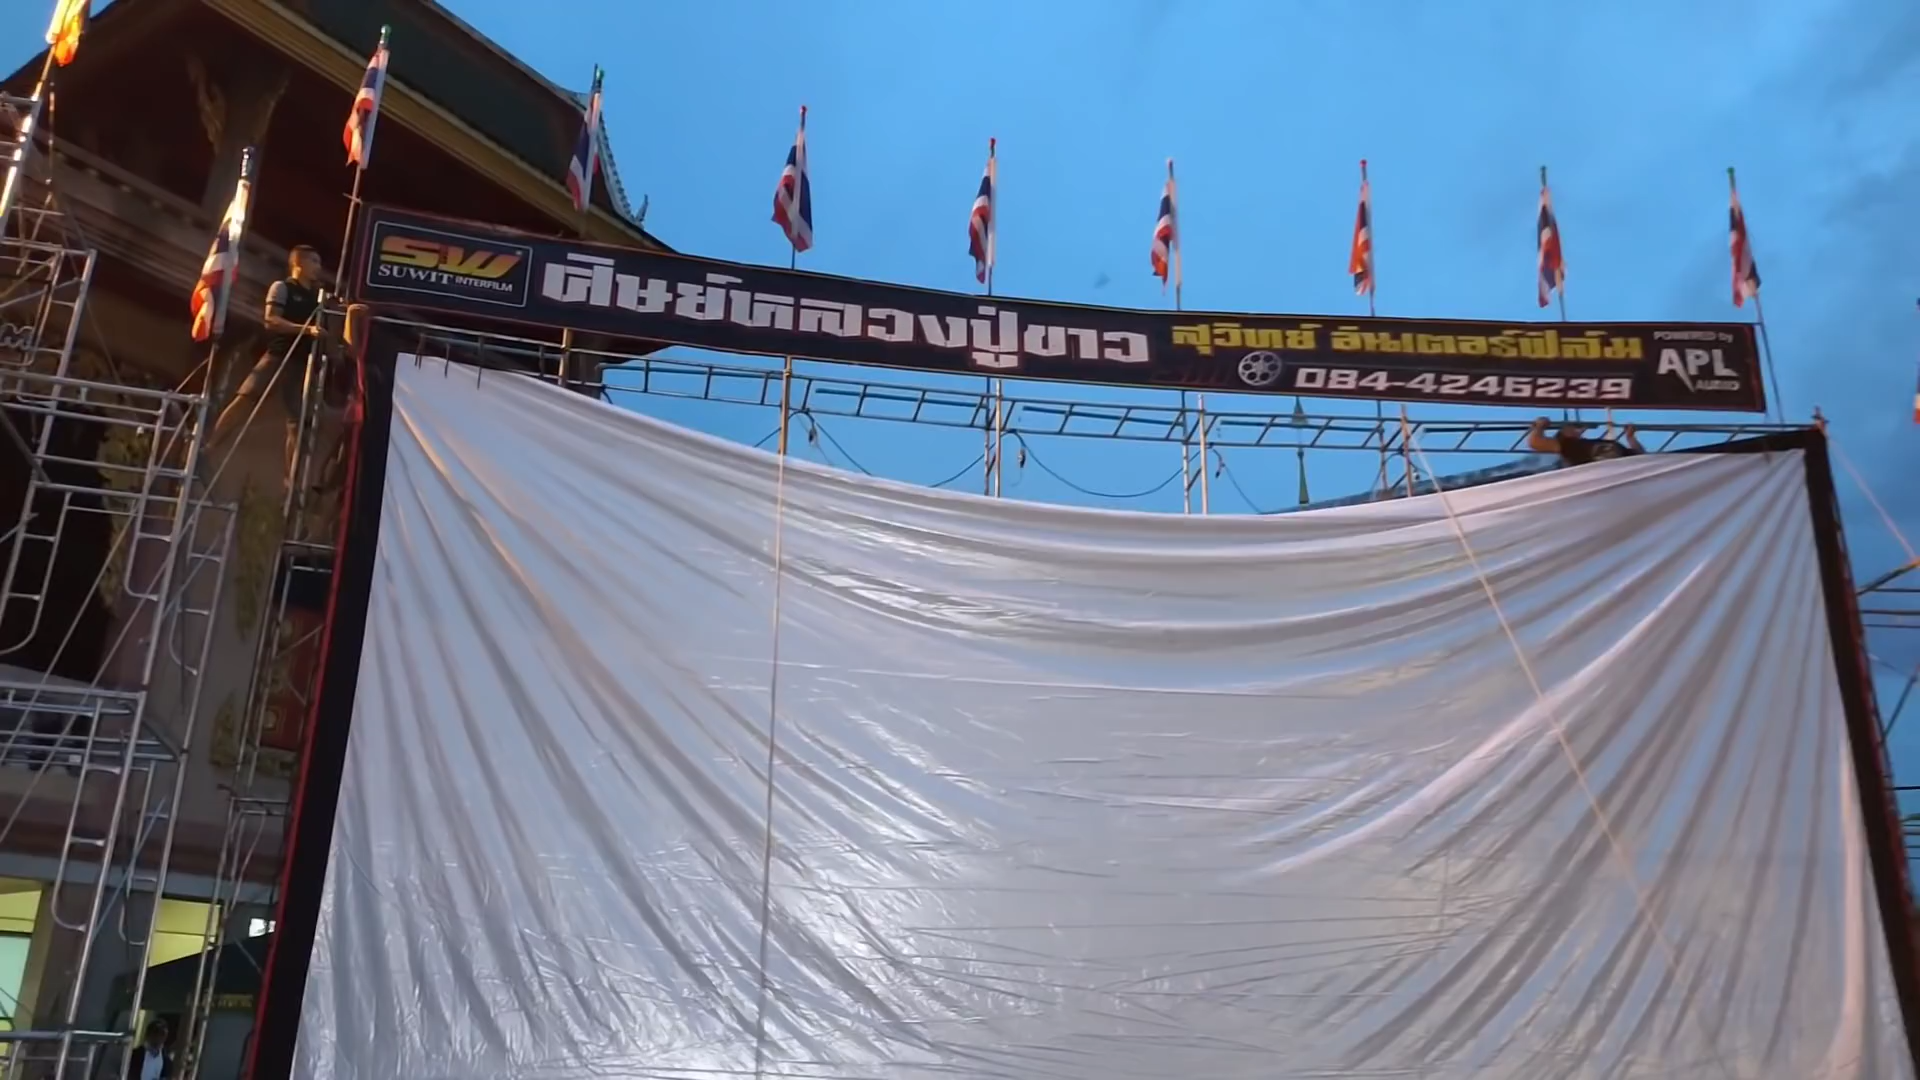 SW
SUWIT INTERFILM
ศิษย์หลวงปู่ขาว
สุวิทย์ อินเตอร์ฟิล์ม
084-4246239
POWERED by
APL
AUDIO